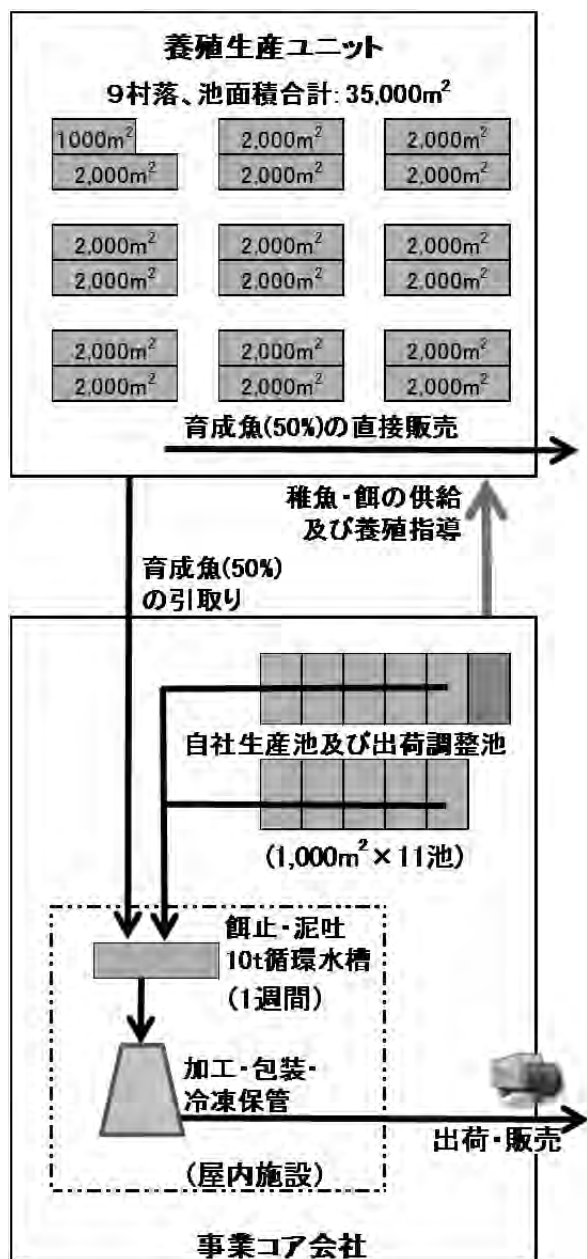 養殖生産ユニット
9村落、池面積合計: 35,000m²
1000m² 2,000m² 2,000m²
2,000m² 2,000m² 2,000m²
2,000m² 2,000m² 2,000m²
2,000m² 2,000m² 2,000m²
2,000m² 2,000m² 2,000m²
2,000m² 2,000m² 2,000m²
育成魚(50%)の直接販売
稚魚・餌の供給
及び養殖指導
育成魚(50%)
の引取り
自社生産池及び出荷調整池
(1,000m²×11池)
餌止・泥吐
10t循環水槽
(1週間)
加工・包装・
冷凍保管
出荷・販売
(屋内施設)
事業コア会社